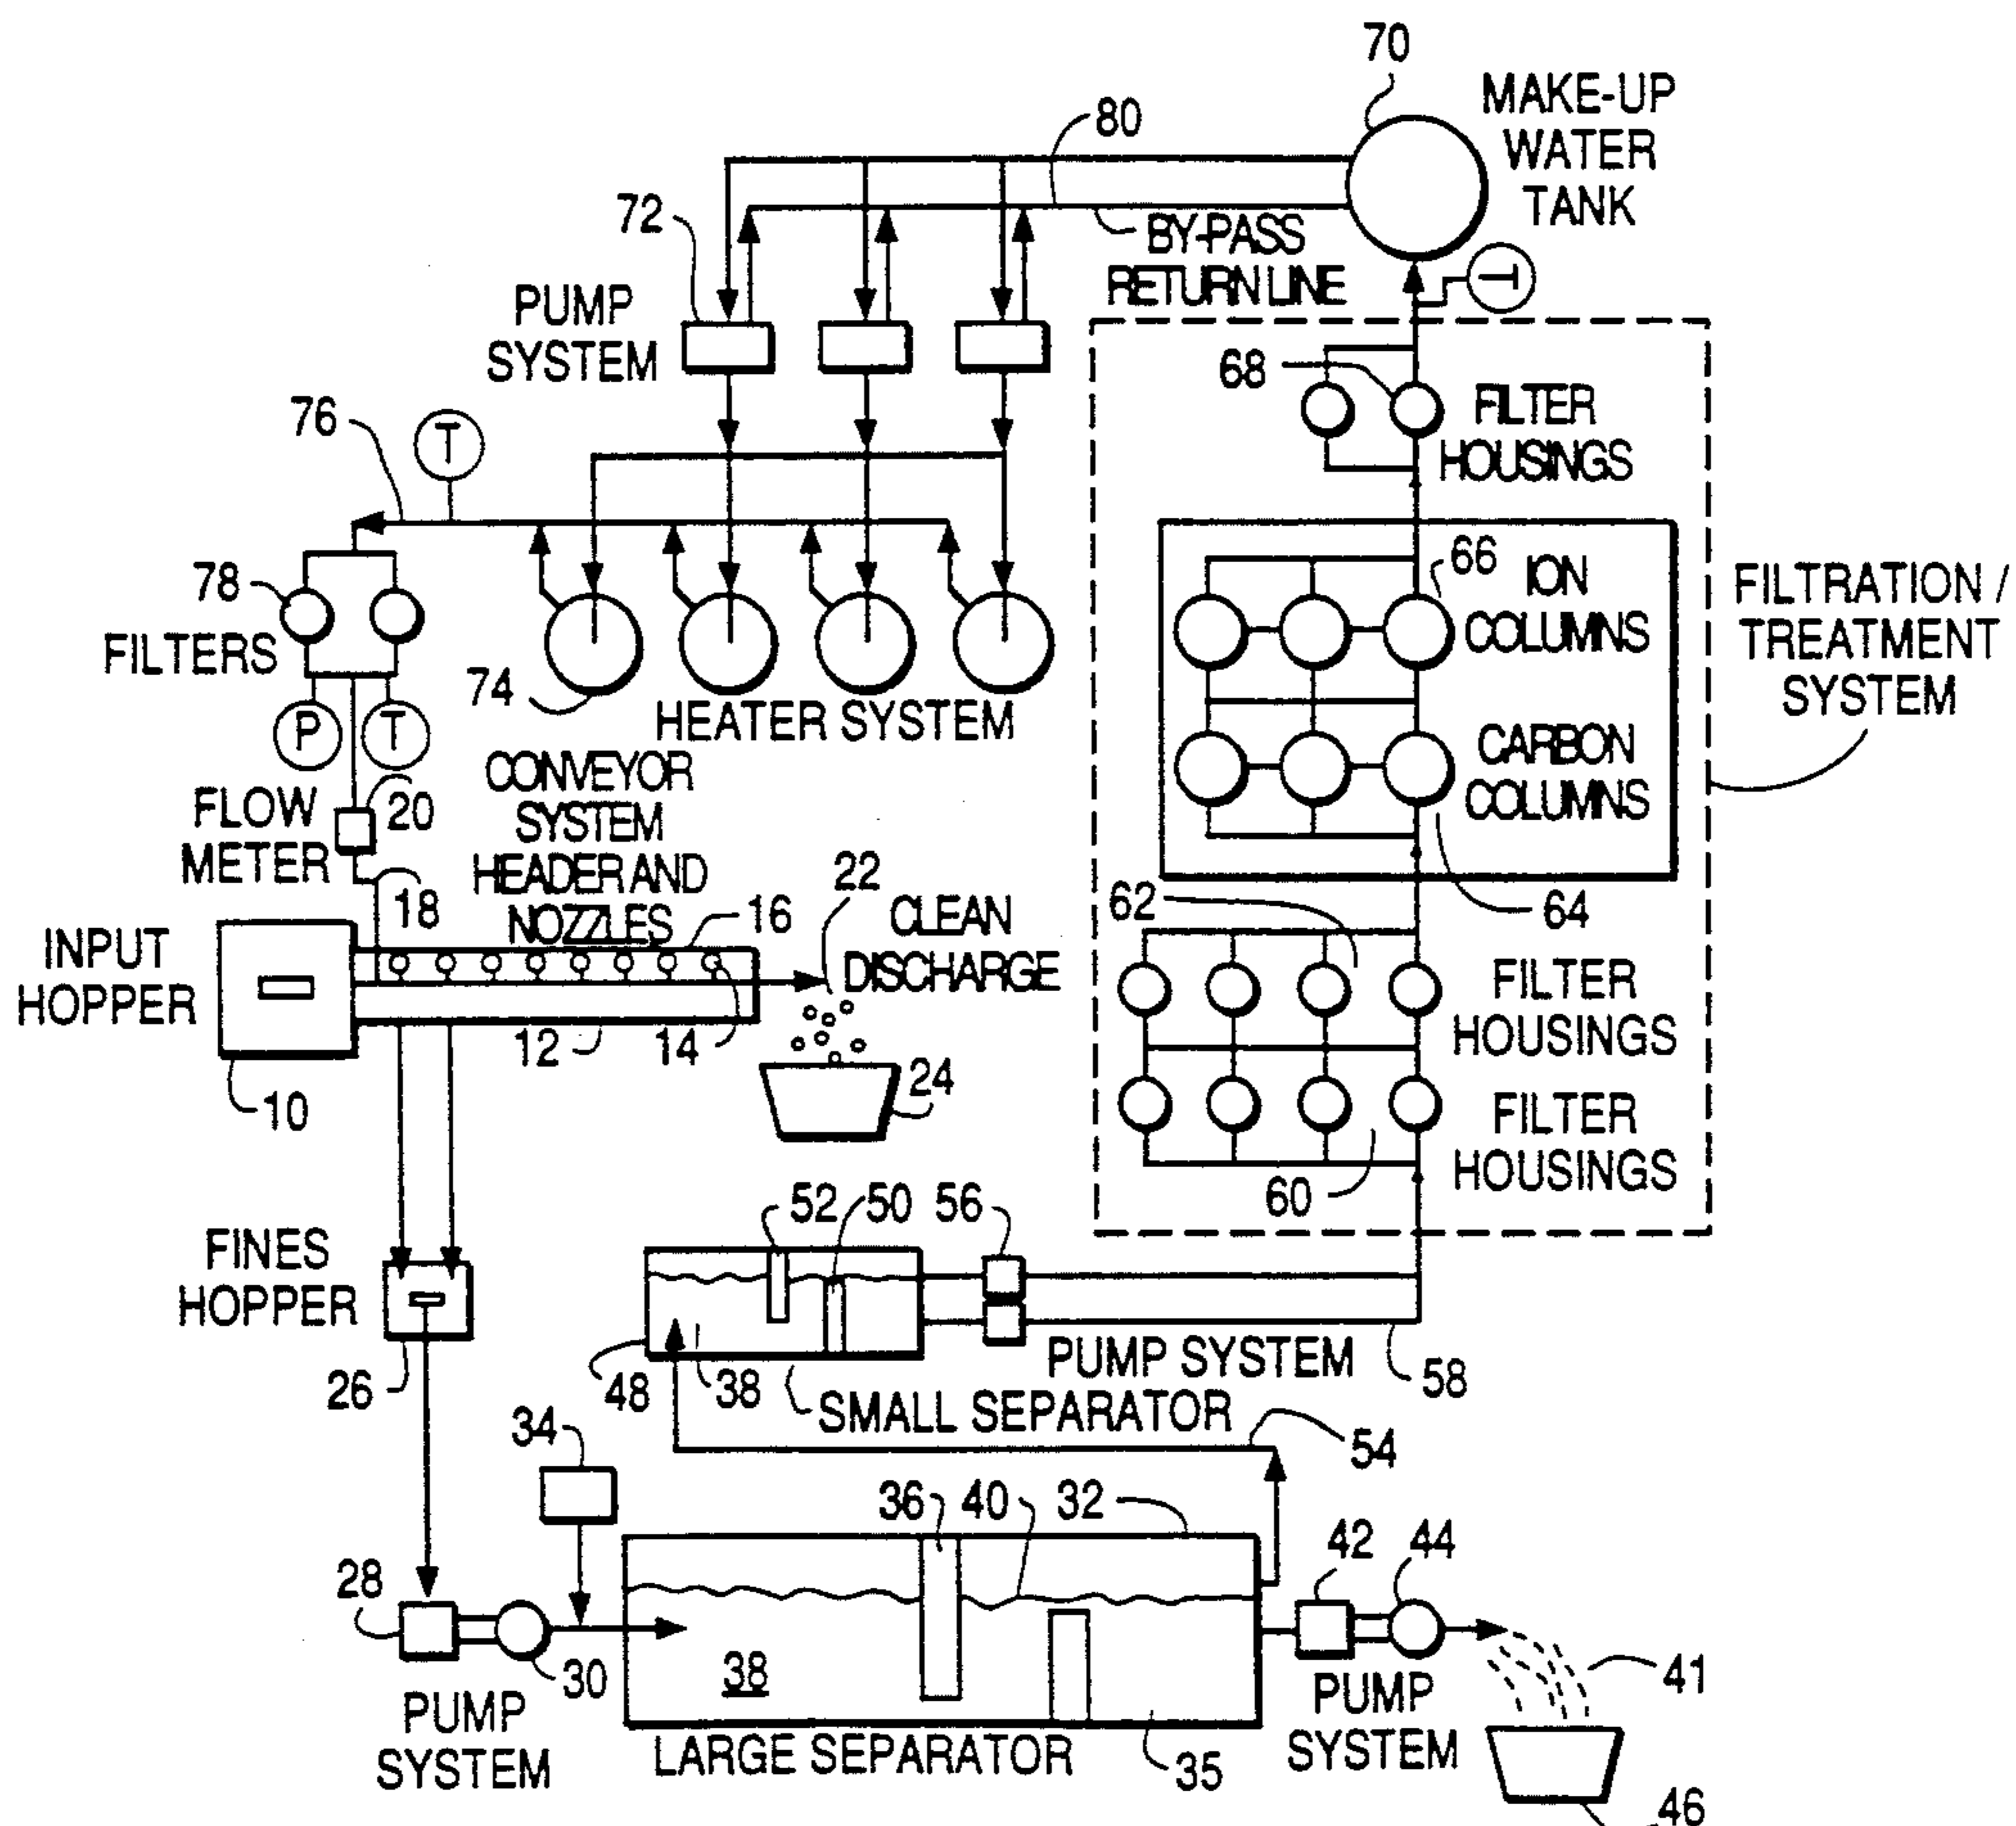 70
MAKE-UP
WATER
TANK
80
72
BY-PASS
RETURN LINE
T
PUMP
SYSTEM
68
FILTER
HOUSINGS
76
T
66
ION
COLUMNS
FILTRATION /
TREATMENT
SYSTEM
78
FILTERS
74
HEATER SYSTEM
P
T
CARBON
COLUMNS
FLOW
METER
20
CONVEYOR
SYSTEM
HEADER AND
NOZZLES
18
16
22
CLEAN
DISCHARGE
62
64
INPUT
HOPPER
12
14
10
24
FILTER
HOUSINGS
FILTER
HOUSINGS
60
52
50
56
FINES
HOPPER
26
48
38
PUMP SYSTEM
58
SMALL SEPARATOR
34
54
36
40
32
42
44
28
30
38
41
PUMP
SYSTEM
LARGE SEPARATOR
35
PUMP
SYSTEM
46